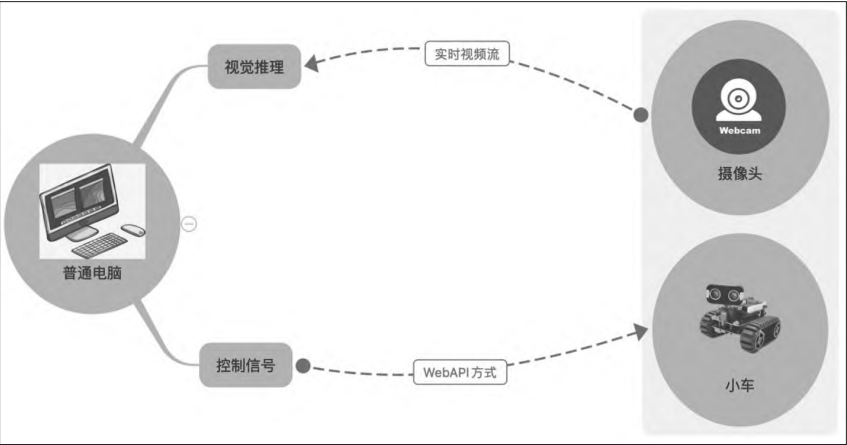 视觉推理
实时视频流
Webcam
摄像头
普通电脑
控制信号
WebAPI方式
小车